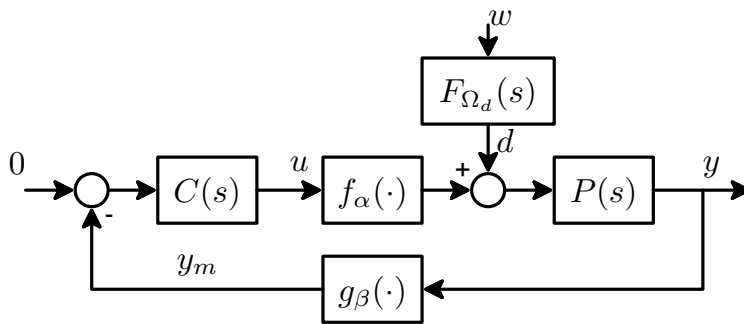 w
F_{Ω_d}(s)
d
0
-
C(s)
u
f_α(·)
+
P(s)
y
y_m
g_β(·)